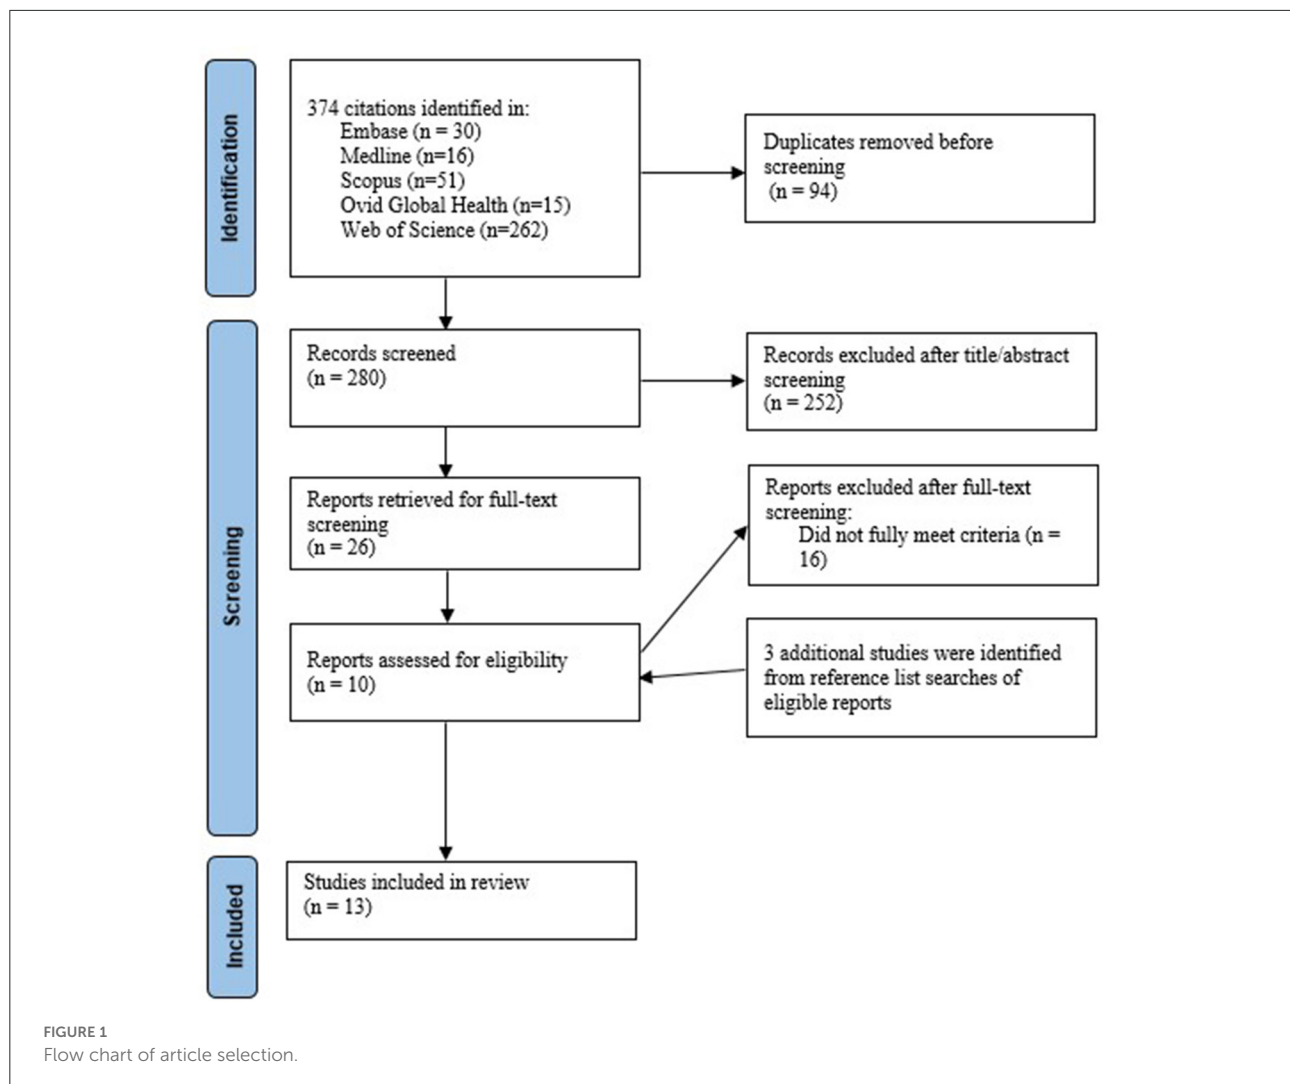 Identification
374 citations identified in:
Embase (n = 30)
Medline (n=16)
Scopus (n=51)
Ovid Global Health (n=15)
Web of Science (n=262)
Duplicates removed before
screening
(n = 94)
Screening
Records screened
(n = 280)
Records excluded after title/abstract
screening
(n = 252)
Reports retrieved for full-text
screening
(n = 26)
Reports excluded after full-text
screening:
Did not fully meet criteria (n =
16)
Reports assessed for eligibility
(n = 10)
3 additional studies were identified
from reference list searches of
eligible reports
Included
Studies included in review
(n = 13)
FIGURE 1
Flow chart of article selection.